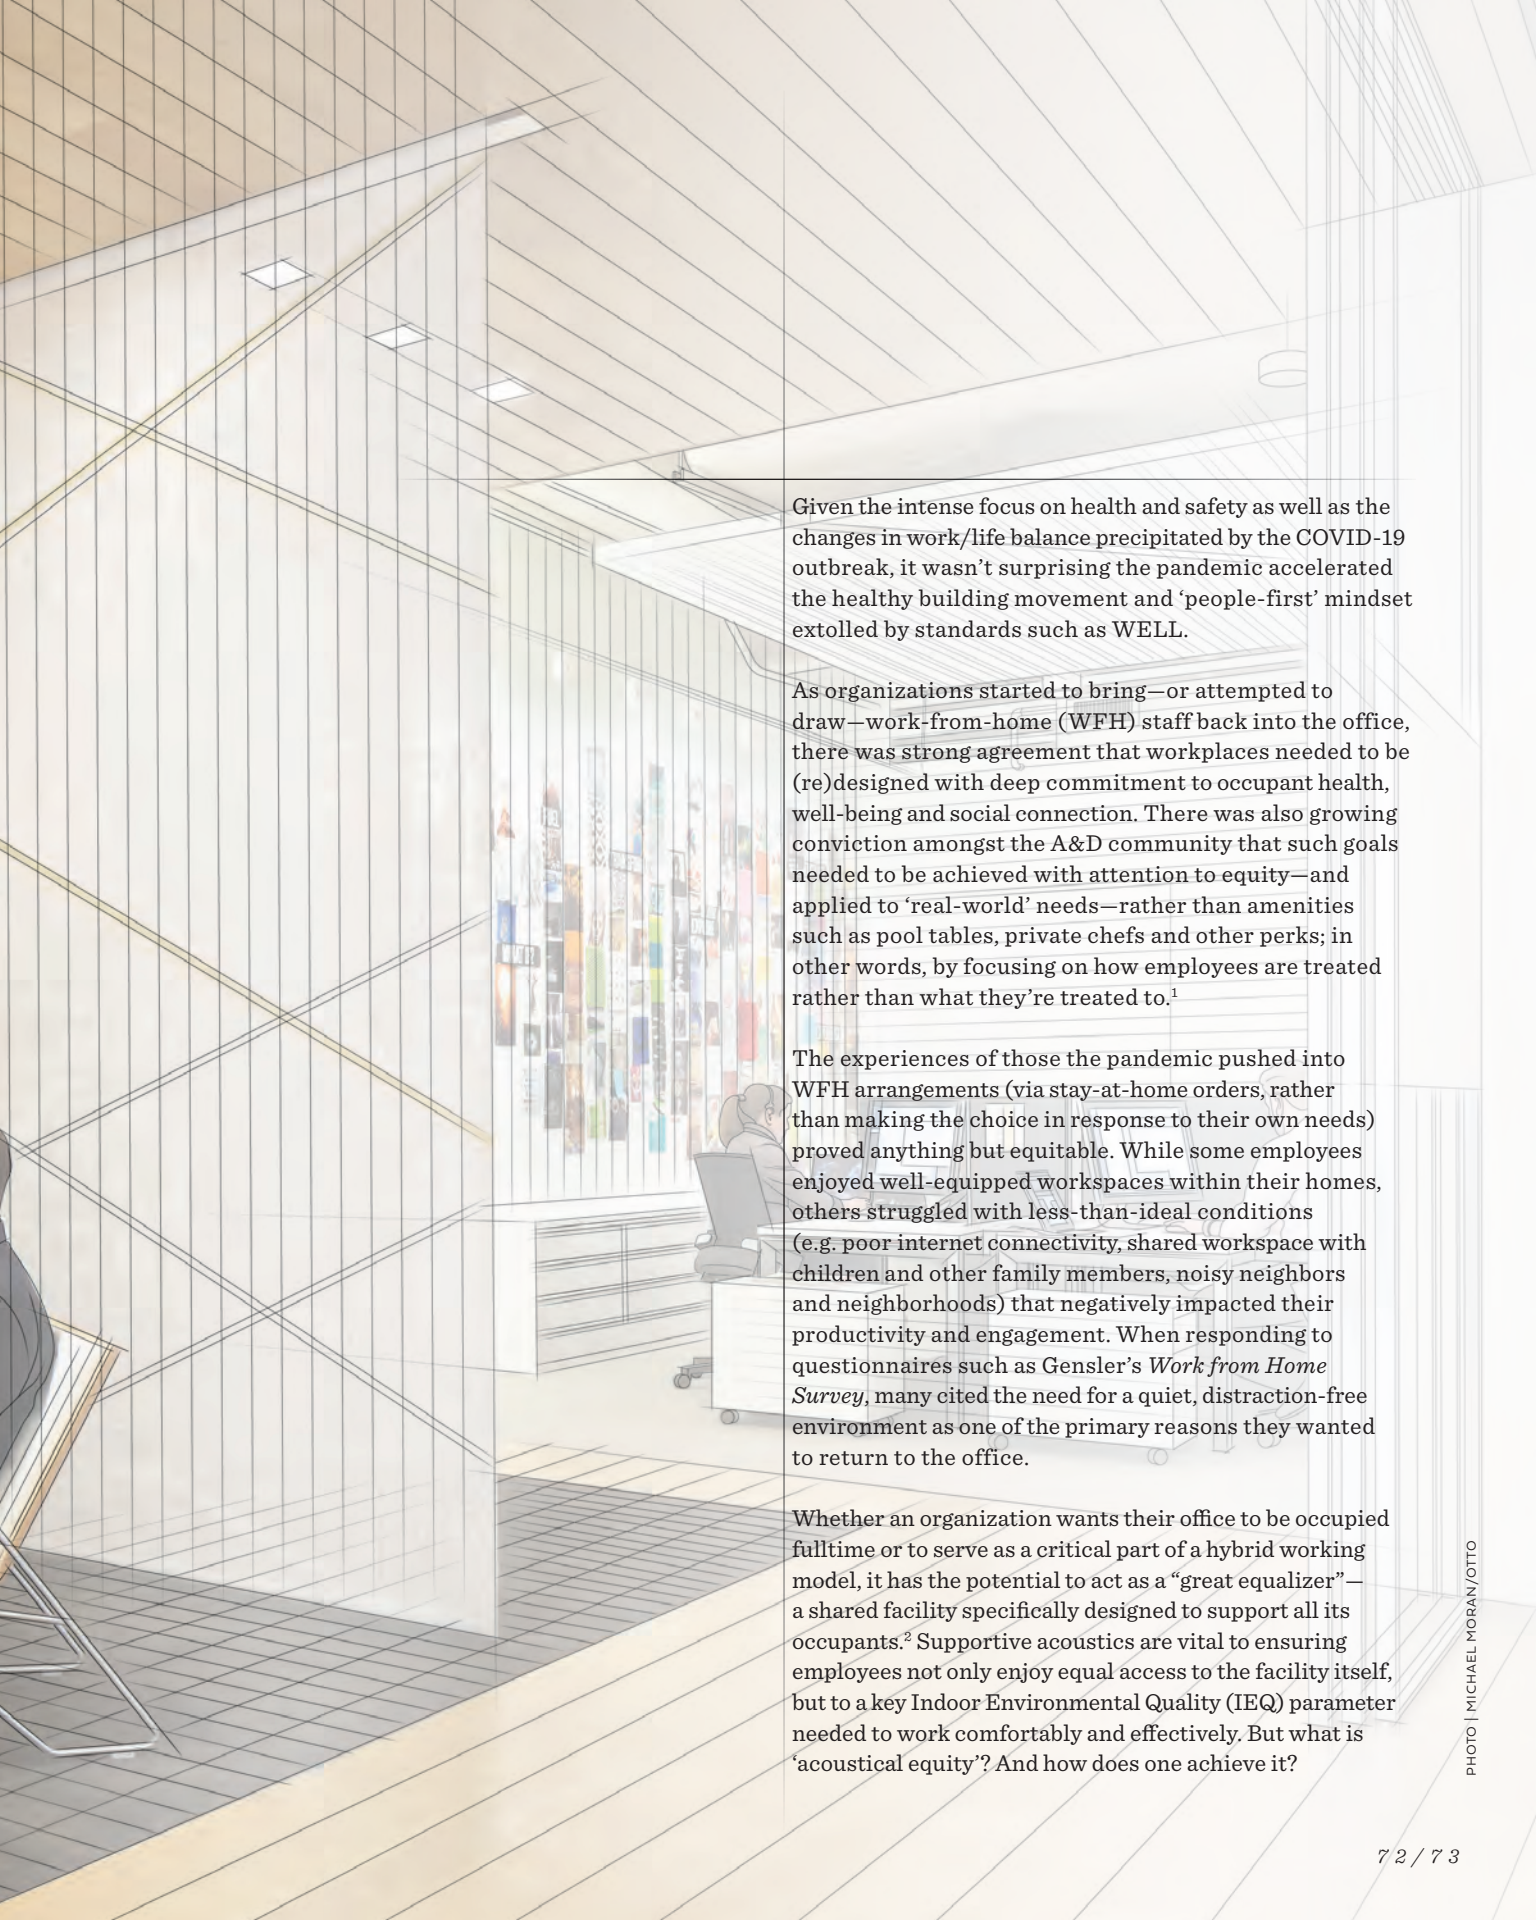 Given the intense focus on health and safety as well as the
changes in work/life balance precipitated by the COVID-19
outbreak, it wasn’t surprising the pandemic accelerated
the healthy building movement and ‘people-first’ mindset
extolled by standards such as WELL.
As organizations started to bring—or attempted to
draw—work-from-home (WFH) staff back into the office,
there was strong agreement that workplaces needed to be
(re)designed with deep commitment to occupant health,
well-being and social connection. There was also growing
conviction amongst the A&D community that such goals
needed to be achieved with attention to equity—and
applied to ‘real-world’ needs—rather than amenities
such as pool tables, private chefs and other perks; in
other words, by focusing on how employees are treated
rather than what they’re treated to.¹
The experiences of those the pandemic pushed into
WFH arrangements (via stay-at-home orders, rather
than making the choice in response to their own needs)
proved anything but equitable. While some employees
enjoyed well-equipped workspaces within their homes,
others struggled with less-than-ideal conditions
(e.g. poor internet connectivity, shared workspace with
children and other family members, noisy neighbors
and neighborhoods) that negatively impacted their
productivity and engagement. When responding to
questionnaires such as Gensler’s Work from Home
Survey, many cited the need for a quiet, distraction-free
environment as one of the primary reasons they wanted
to return to the office.
Whether an organization wants their office to be occupied
fulltime or to serve as a critical part of a hybrid working
model, it has the potential to act as a “great equalizer”—
a shared facility specifically designed to support all its
occupants.² Supportive acoustics are vital to ensuring
employees not only enjoy equal access to the facility itself,
but to a key Indoor Environmental Quality (IEQ) parameter
needed to work comfortably and effectively. But what is
‘acoustical equity’? And how does one achieve it?
PHOTO | MICHAEL MORAN/OTTO
72/73